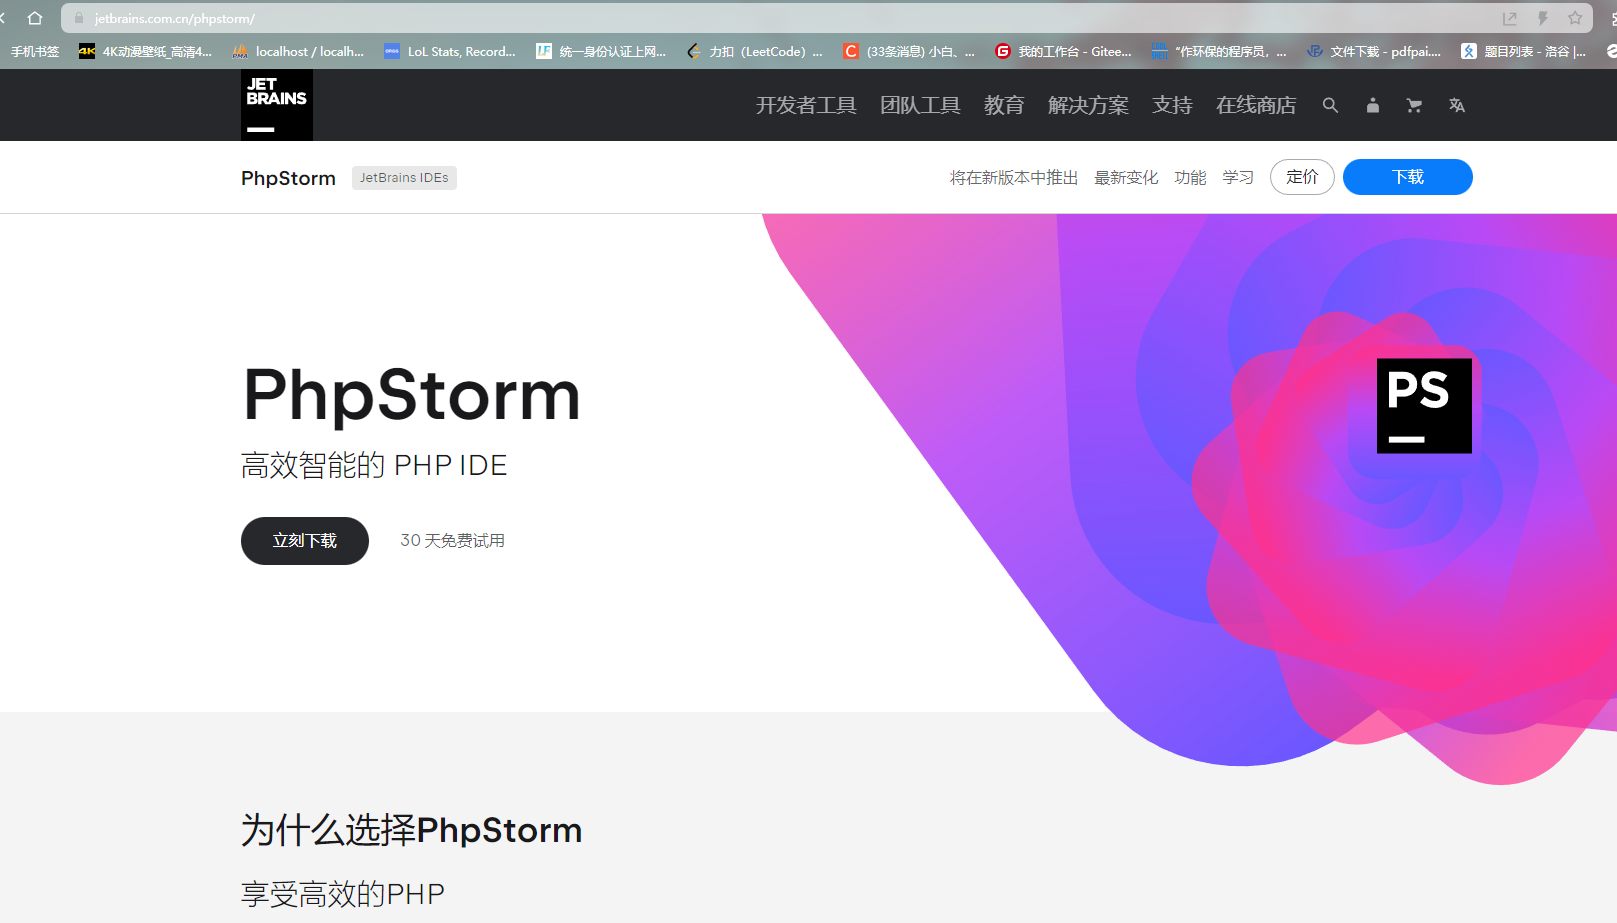 jetbrains.com.cn/phpstorm/
手机书签 4K动漫壁纸_高清4... localhost / localh... LoL Stats, Record... 统一身份认证上网... 力扣（LeetCode）... (33条消息) 小白、... 我的工作台 - Gitee... “作环保的程序员，... 文件下载 - pdfpai.... 题目列表 - 洛谷 |...
JET
BRAINS
开发者工具 团队工具 教育 解决方案 支持 在线商店
PhpStorm JetBrains IDEs 将在新版本中推出 最新变化 功能 学习 定价 下载
PhpStorm
高效智能的 PHP IDE
立刻下载 30 天免费试用
PS
为什么选择PhpStorm
享受高效的PHP